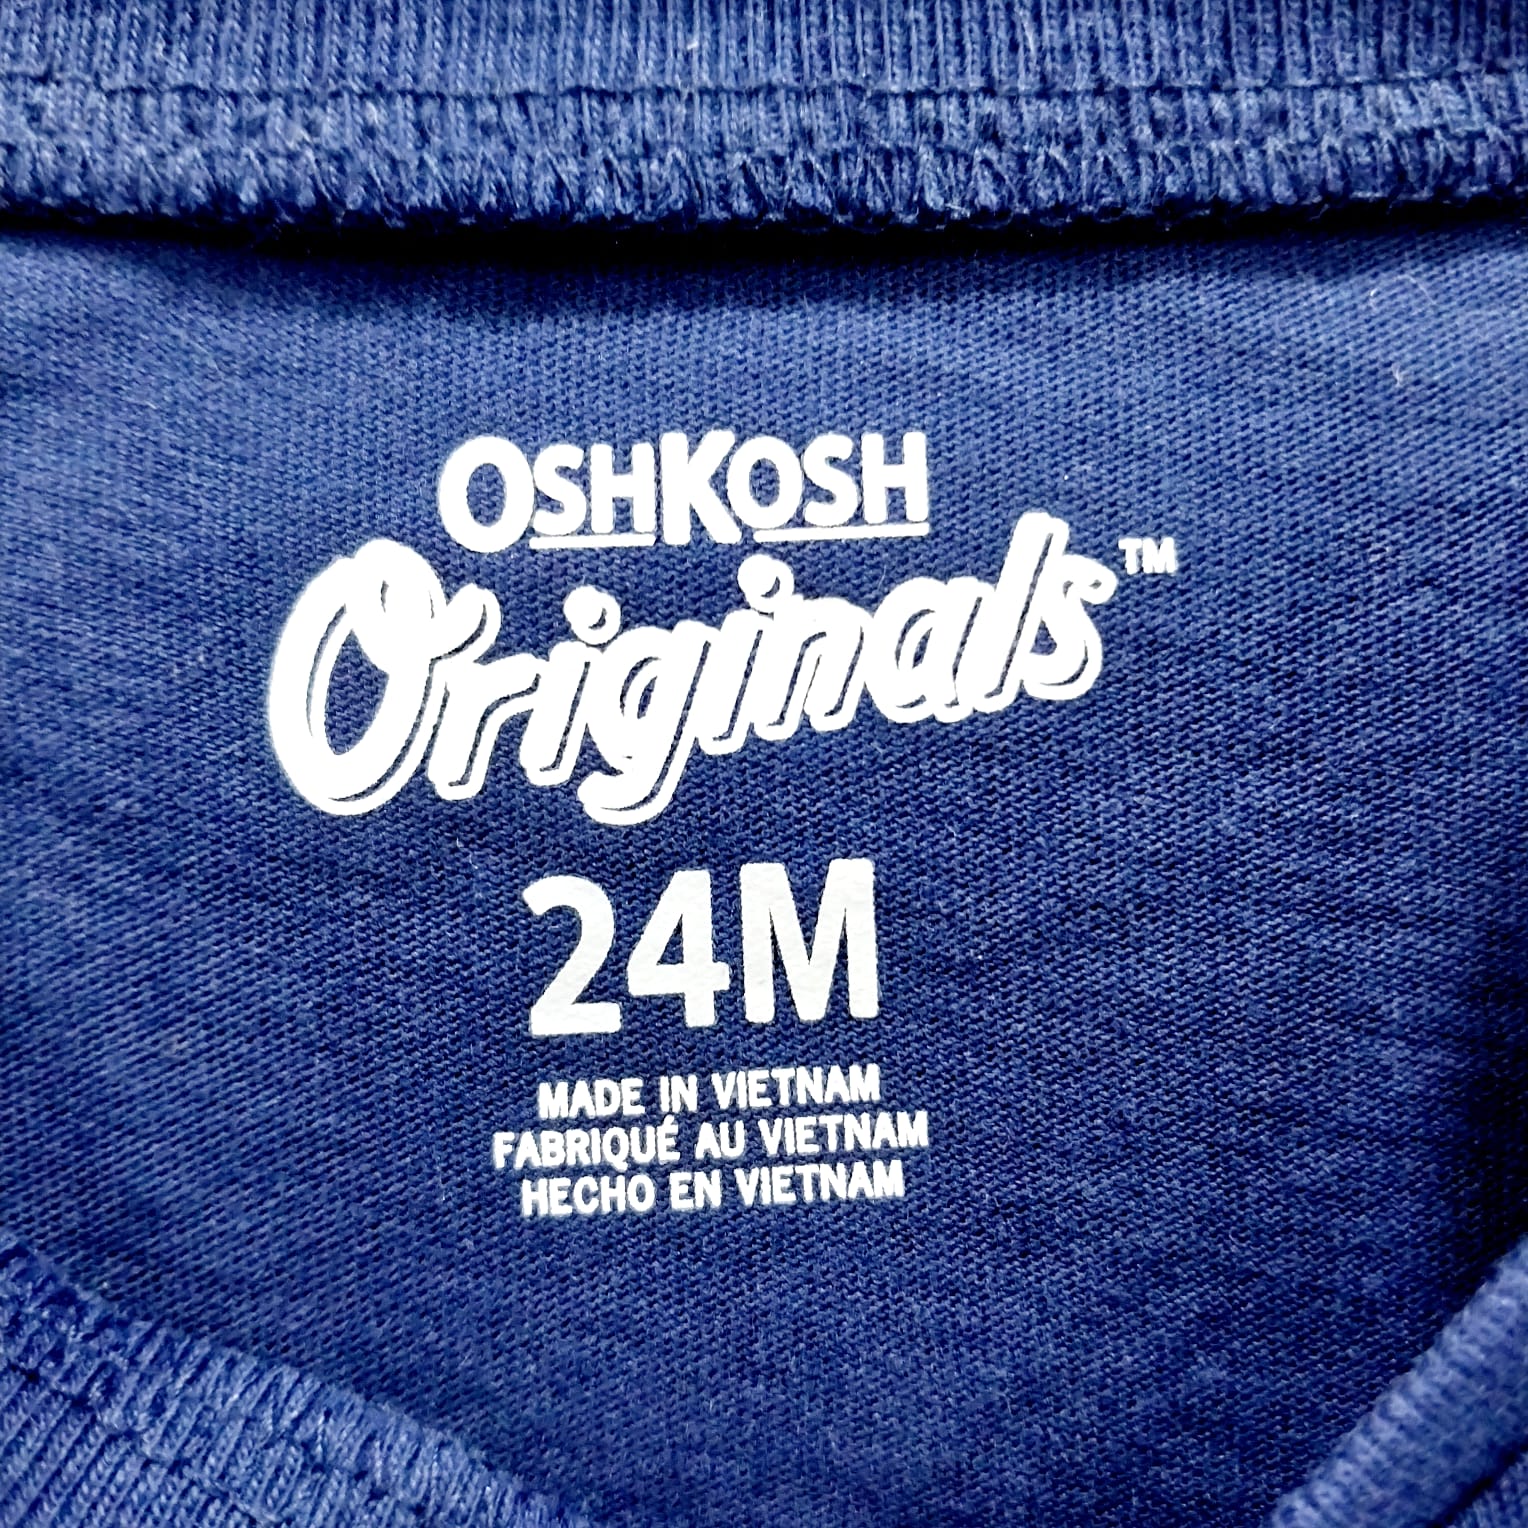 OSHKOSH
Originals™
24M
MADE IN VIETNAM
FABRIQUÉ AU VIETNAM
HECHO EN VIETNAM